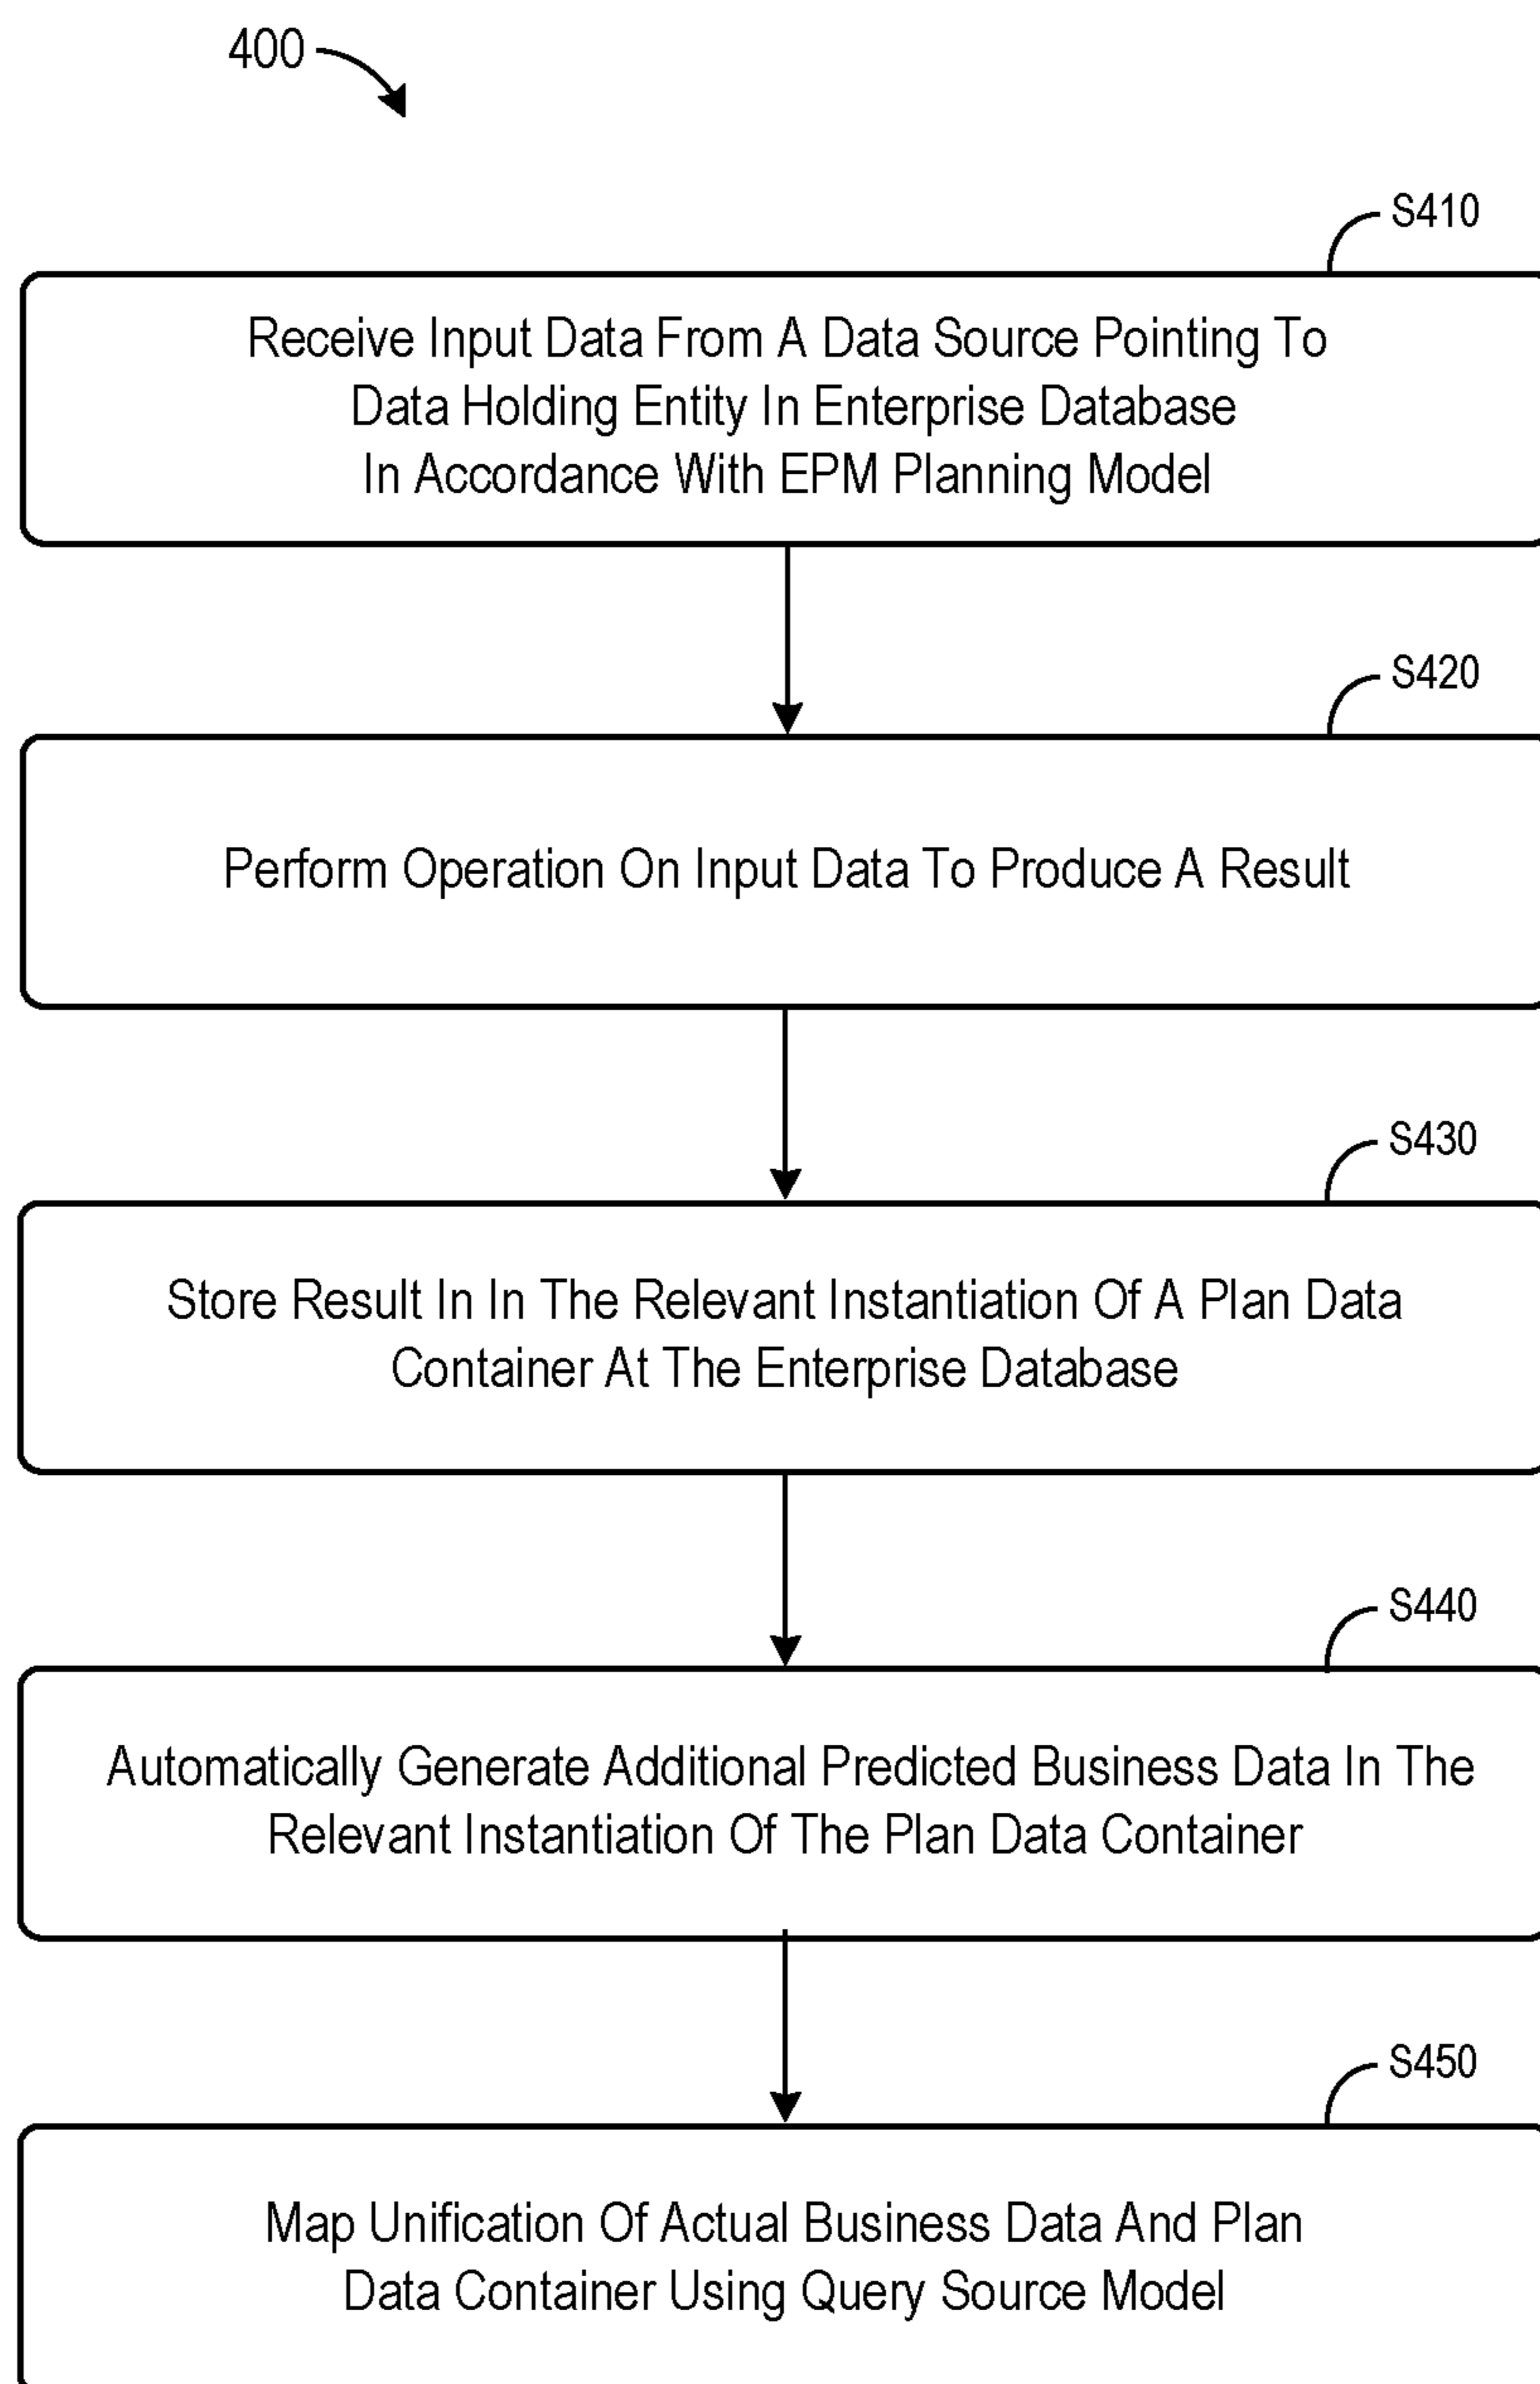 400
S410
Receive Input Data From A Data Source Pointing To
Data Holding Entity In Enterprise Database
In Accordance With EPM Planning Model
S420
Perform Operation On Input Data To Produce A Result
S430
Store Result In In The Relevant Instantiation Of A Plan Data
Container At The Enterprise Database
S440
Automatically Generate Additional Predicted Business Data In The
Relevant Instantiation Of The Plan Data Container
S450
Map Unification Of Actual Business Data And Plan
Data Container Using Query Source Model